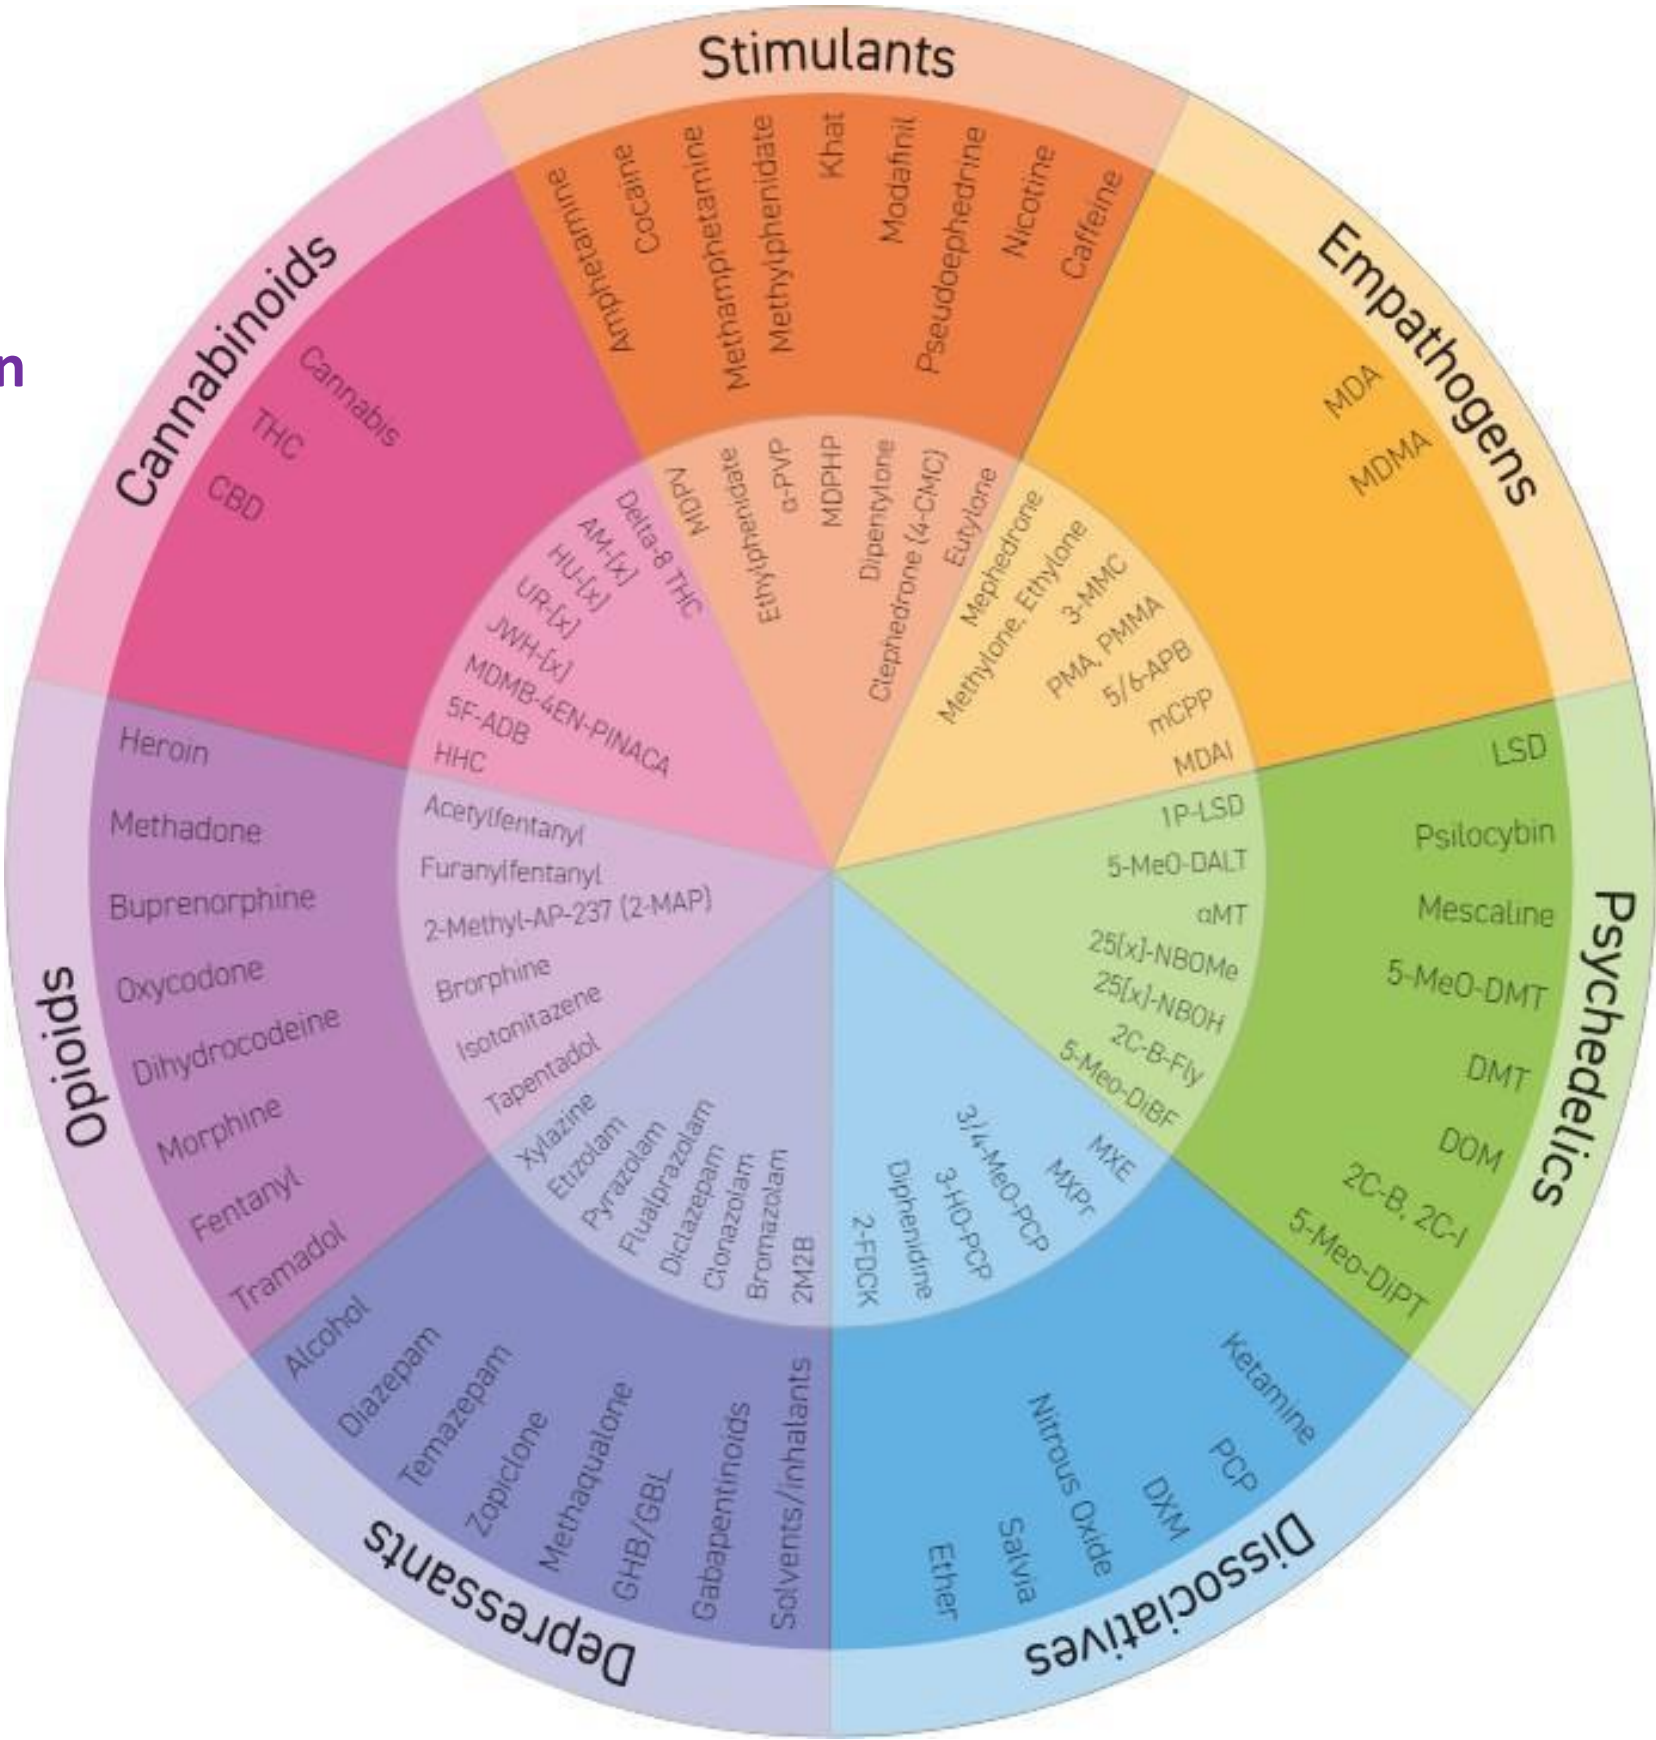 n
Stimulants
Amphetamine
Cocaine
Methamphetamine
Methylphenidate
Khat
Modafinil
Pseudoephedrine
Nicotine
Caffeine
MDPV
Ethylphenidate
α-PVP
MDPHP
Dipentylone
Clephedrone (4-CMC)
Eutylone
Empathogens
MDA
MDMA
Mephedrone
Methylone, Ethylone
3-MMC
PMA, PMMA
5/6-APB
mCPP
MDAI
Psychedelics
LSD
Psilocybin
Mescaline
5-MeO-DMT
DMT
DOM
2C-B, 2C-I
5-Meo-DiPT
1P-LSD
5-MeO-DALT
αMT
25[x]-NBOMe
25[x]-NBOH
2C-B-Fly
5-Meo-DiBF
Dissociatives
Ketamine
PCP
DXM
Nitrous Oxide
Salvia
Ether
MXE
MXPr
3/4-MeO-PCP
3-HO-PCP
Diphenidine
2-FDCK
Depressants
Alcohol
Diazepam
Temazepam
Zopiclone
Methaqualone
GHB/GBL
Gabapentinoids
Solvents/inhalants
Xylazine
Etizolam
Pyrazolam
Flualprazolam
Diclazepam
Clonazolam
Bromazolam
2M2B
Opioids
Heroin
Methadone
Buprenorphine
Oxycodone
Dihydrocodeine
Morphine
Fentanyl
Tramadol
Acetylfentanyl
Furanylfentanyl
2-Methyl-AP-237 (2-MAP)
Brorphine
Isotonitazene
Tapentadol
Cannabinoids
Cannabis
THC
CBD
Delta-8 THC
AM-[x]
HU-[x]
UR-[x]
JWH-[x]
MDMB-4EN-PINACA
5F-ADB
HHC